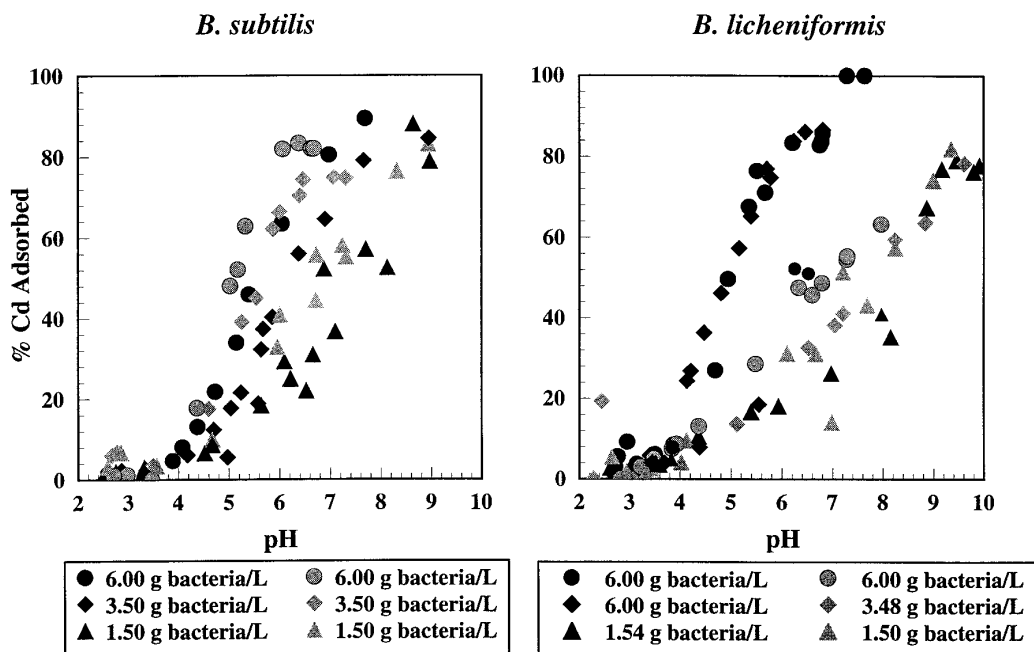 B. subtilis
B. licheniformis
% Cd Adsorbed
100
80
60
40
20
0
2 3 4 5 6 7 8 9 10
pH
100
80
60
40
20
0
2 3 4 5 6 7 8 9 10
pH
6.00 g bacteria/L 6.00 g bacteria/L
3.50 g bacteria/L 3.50 g bacteria/L
1.50 g bacteria/L 1.50 g bacteria/L
6.00 g bacteria/L 6.00 g bacteria/L
6.00 g bacteria/L 3.48 g bacteria/L
1.54 g bacteria/L 1.50 g bacteria/L